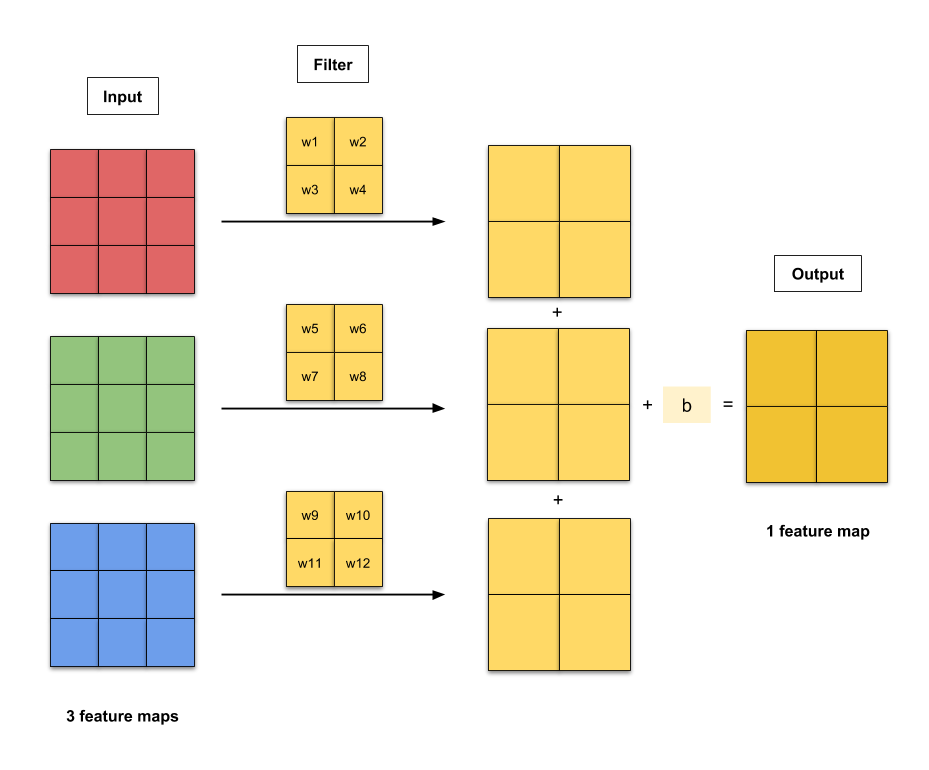 Filter
Input
w1 w2
w3 w4
+
Output
w5 w6
w7 w8
+ b =
+
w9 w10
1 feature map
w11 w12
3 feature maps